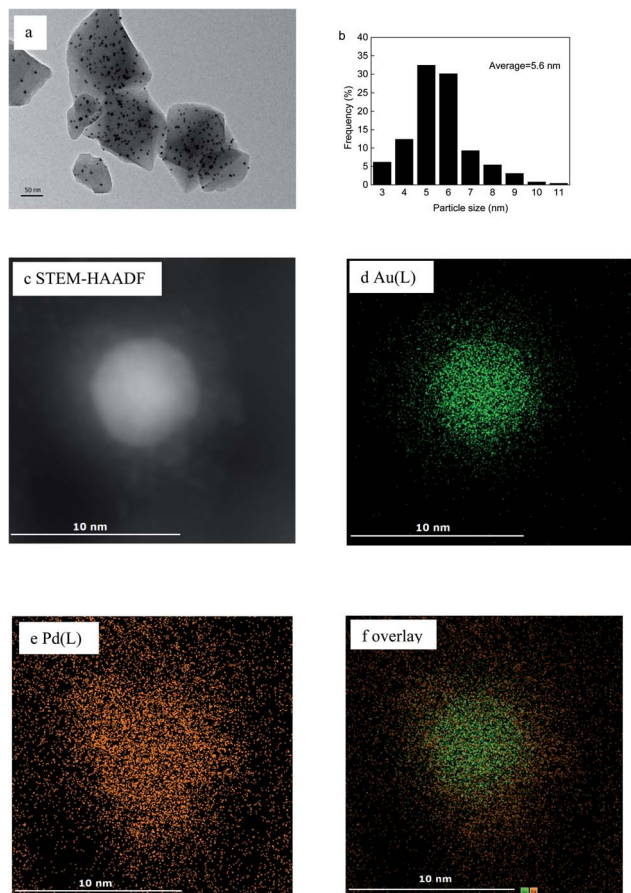 a
50 nm
b
Average=5.6 nm
Frequency (%)
40
35
30
25
20
15
10
5
0
3 4 5 6 7 8 9 10 11
Particle size (nm)
c STEM-HAADF
10 nm
d Au(L)
10 nm
e Pd(L)
10 nm
f overlay
10 nm